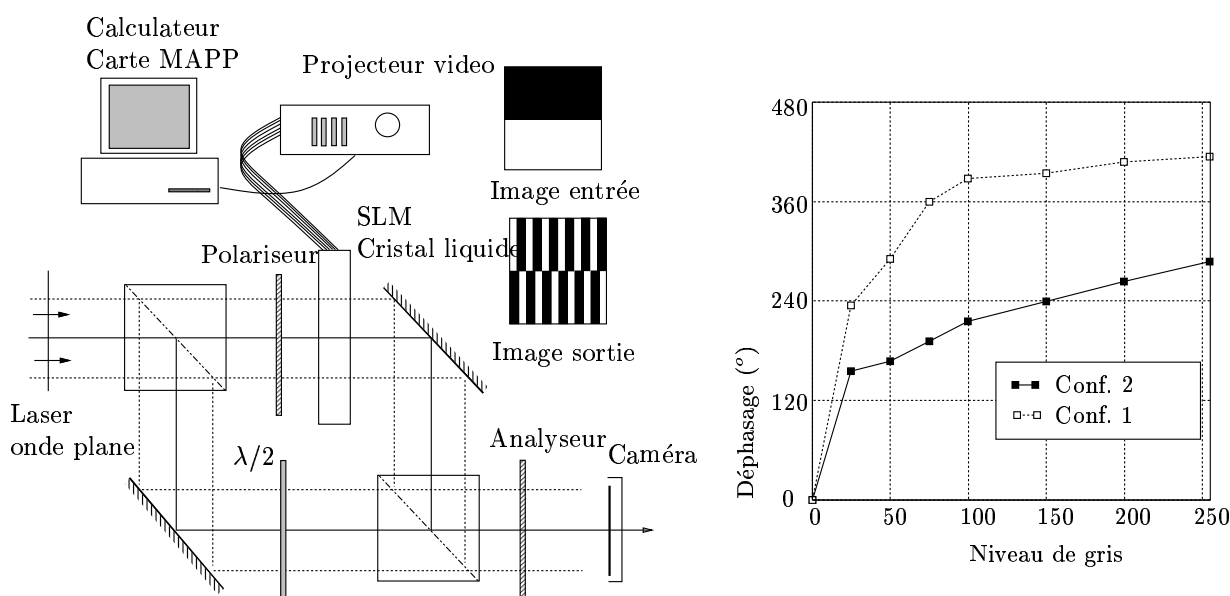 Calculateur
Carte MAPP
Projecteur video
Image entrée
SLM
Cristal liquide
Polariseur
Image sortie
Laser
onde plane
λ/2
Analyseur
Caméra
480
360
240
120
0
Déphasage (°)
Conf. 2
Conf. 1
0 50 100 150 200 250
Niveau de gris